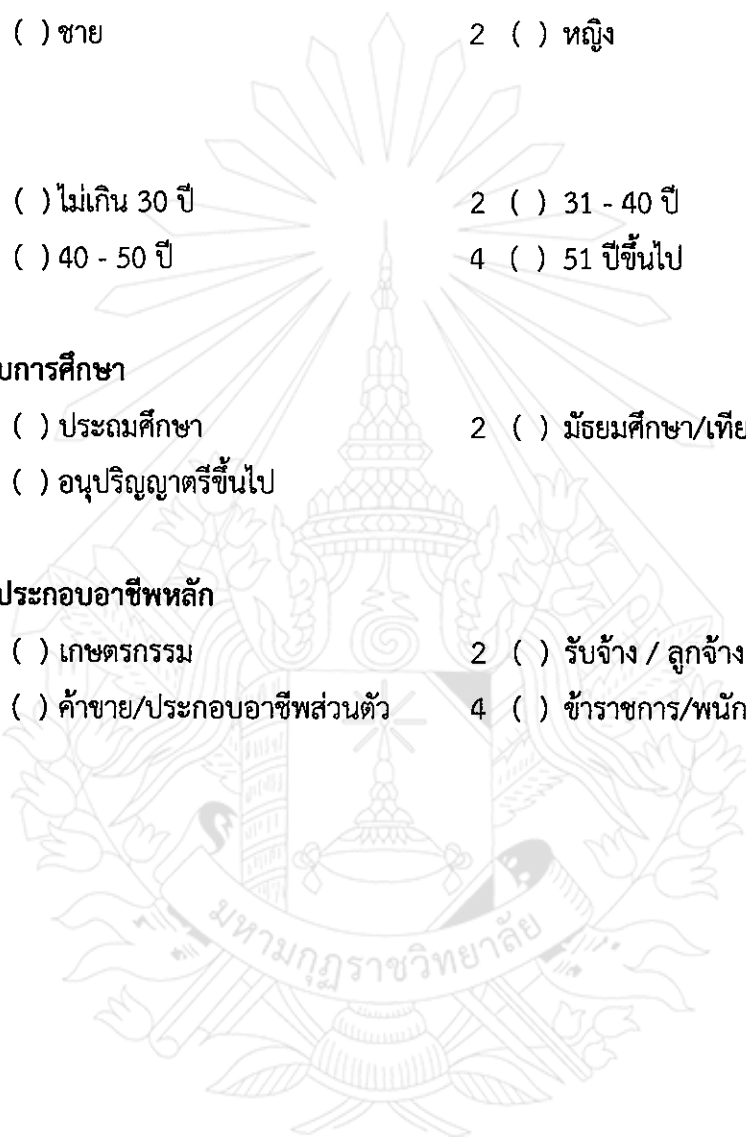 ( ) ชาย 2 ( ) หญิง
( ) ไม่เกิน 30 ปี 2 ( ) 31 - 40 ปี
( ) 40 - 50 ปี 4 ( ) 51 ปีขึ้นไป
บการศึกษา
( ) ประถมศึกษา 2 ( ) มัธยมศึกษา/เทีย
( ) อนุปริญญาตรีขึ้นไป
ประกอบอาชีพหลัก
( ) เกษตรกรรม 2 ( ) รับจ้าง / ลูกจ้าง
( ) ค้าขาย/ประกอบอาชีพส่วนตัว 4 ( ) ข้าราชการ/พนัก
มหามกุฏราชวิทยาลัย